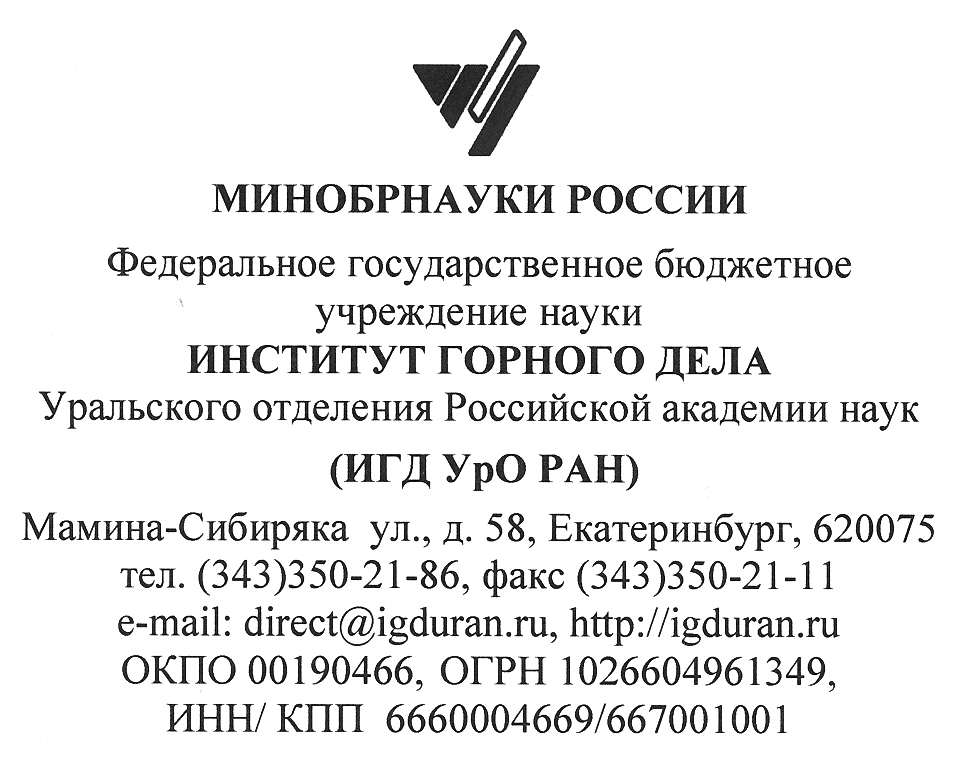 МИНОБРНАУКИ РОССИИ
Федеральное государственное бюджетное
учреждение науки
ИНСТИТУТ ГОРНОГО ДЕЛА
Уральского отделения Российской академии наук
(ИГД УрО РАН)
Мамина-Сибиряка ул., д. 58, Екатеринбург, 620075
тел. (343)350-21-86, факс (343)350-21-11
e-mail: direct@igduran.ru, http://igduran.ru
ОКПО 00190466, ОГРН 1026604961349,
ИНН/ КПП 6660004669/667001001